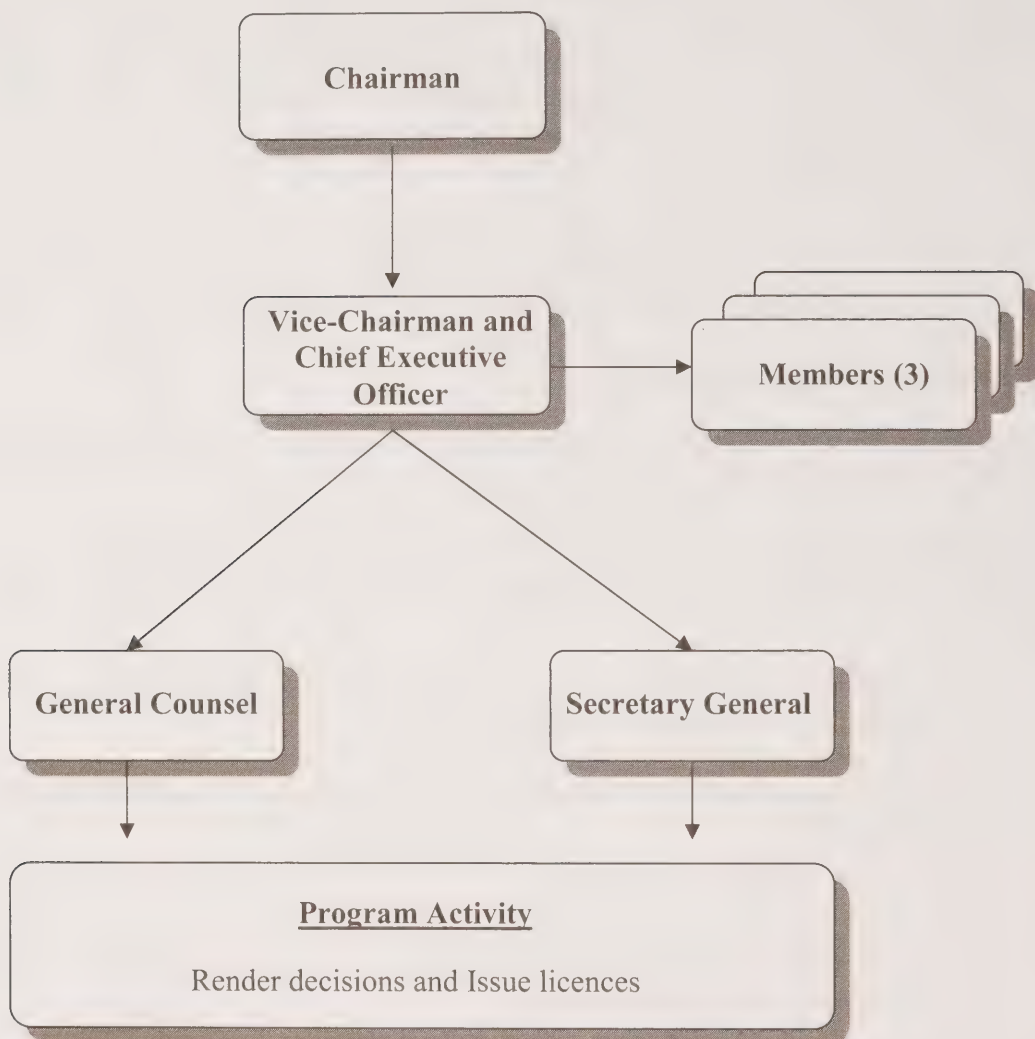 Chairman
Vice-Chairman and
Chief Executive
Officer
Members (3)
General Counsel
Secretary General
Program Activity
Render decisions and Issue licences